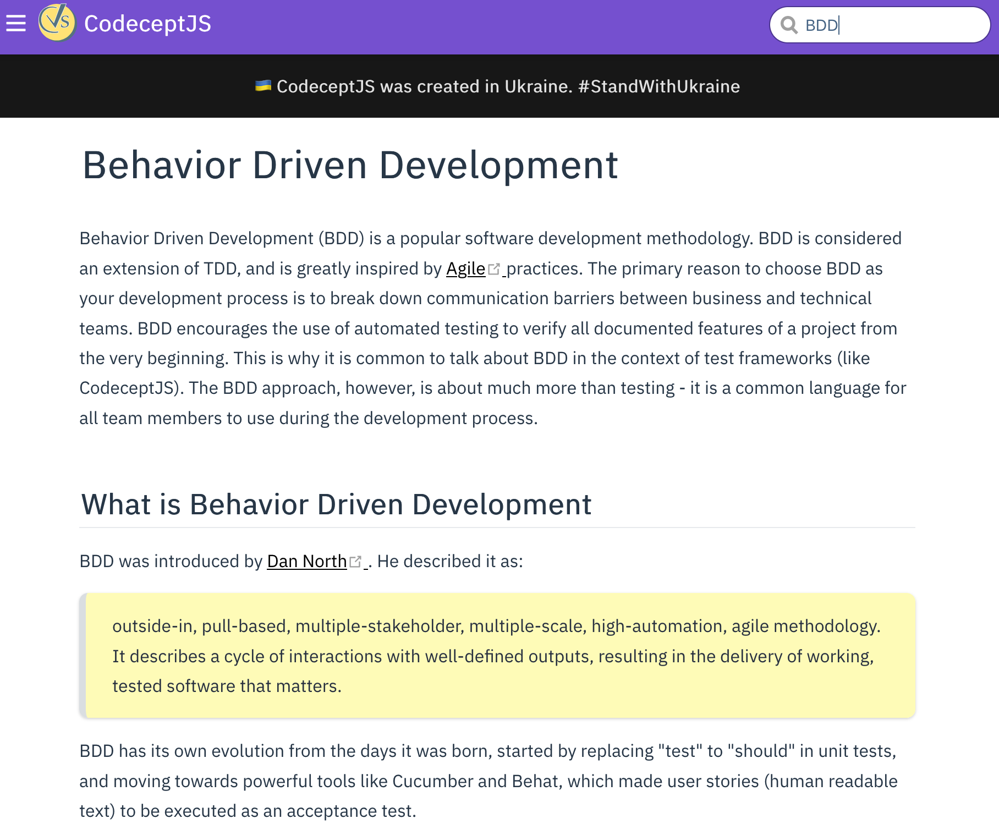 CodeceptJS
BDD
🇺🇦 CodeceptJS was created in Ukraine. #StandWithUkraine
Behavior Driven Development
Behavior Driven Development (BDD) is a popular software development methodology. BDD is considered
an extension of TDD, and is greatly inspired by Agile practices. The primary reason to choose BDD as
your development process is to break down communication barriers between business and technical
teams. BDD encourages the use of automated testing to verify all documented features of a project from
the very beginning. This is why it is common to talk about BDD in the context of test frameworks (like
CodeceptJS). The BDD approach, however, is about much more than testing - it is a common language for
all team members to use during the development process.
What is Behavior Driven Development
BDD was introduced by Dan North . He described it as:
outside-in, pull-based, multiple-stakeholder, multiple-scale, high-automation, agile methodology.
It describes a cycle of interactions with well-defined outputs, resulting in the delivery of working,
tested software that matters.
BDD has its own evolution from the days it was born, started by replacing "test" to "should" in unit tests,
and moving towards powerful tools like Cucumber and Behat, which made user stories (human readable
text) to be executed as an acceptance test.